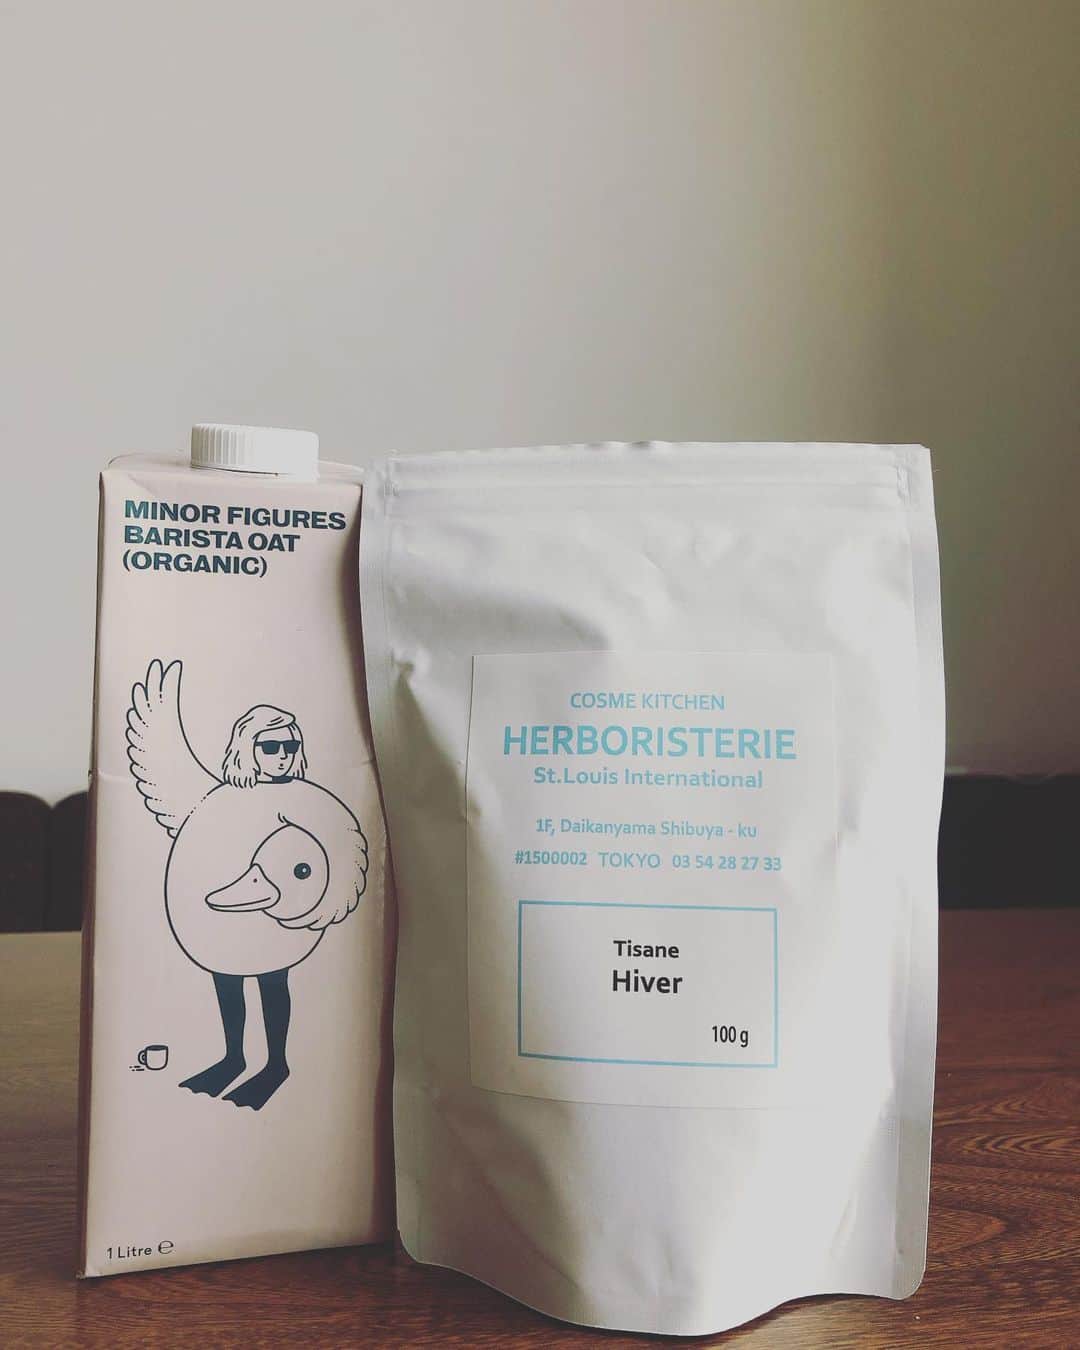 MINOR FIGURES
BARISTA OAT
(ORGANIC)
1 Litre ℮
COSME KITCHEN
HERBORISTERIE
St.Louis International
1F, Daikanyama Shibuya - ku
#1500002 TOKYO 03 54 28 27 33
Tisane
Hiver
100 g